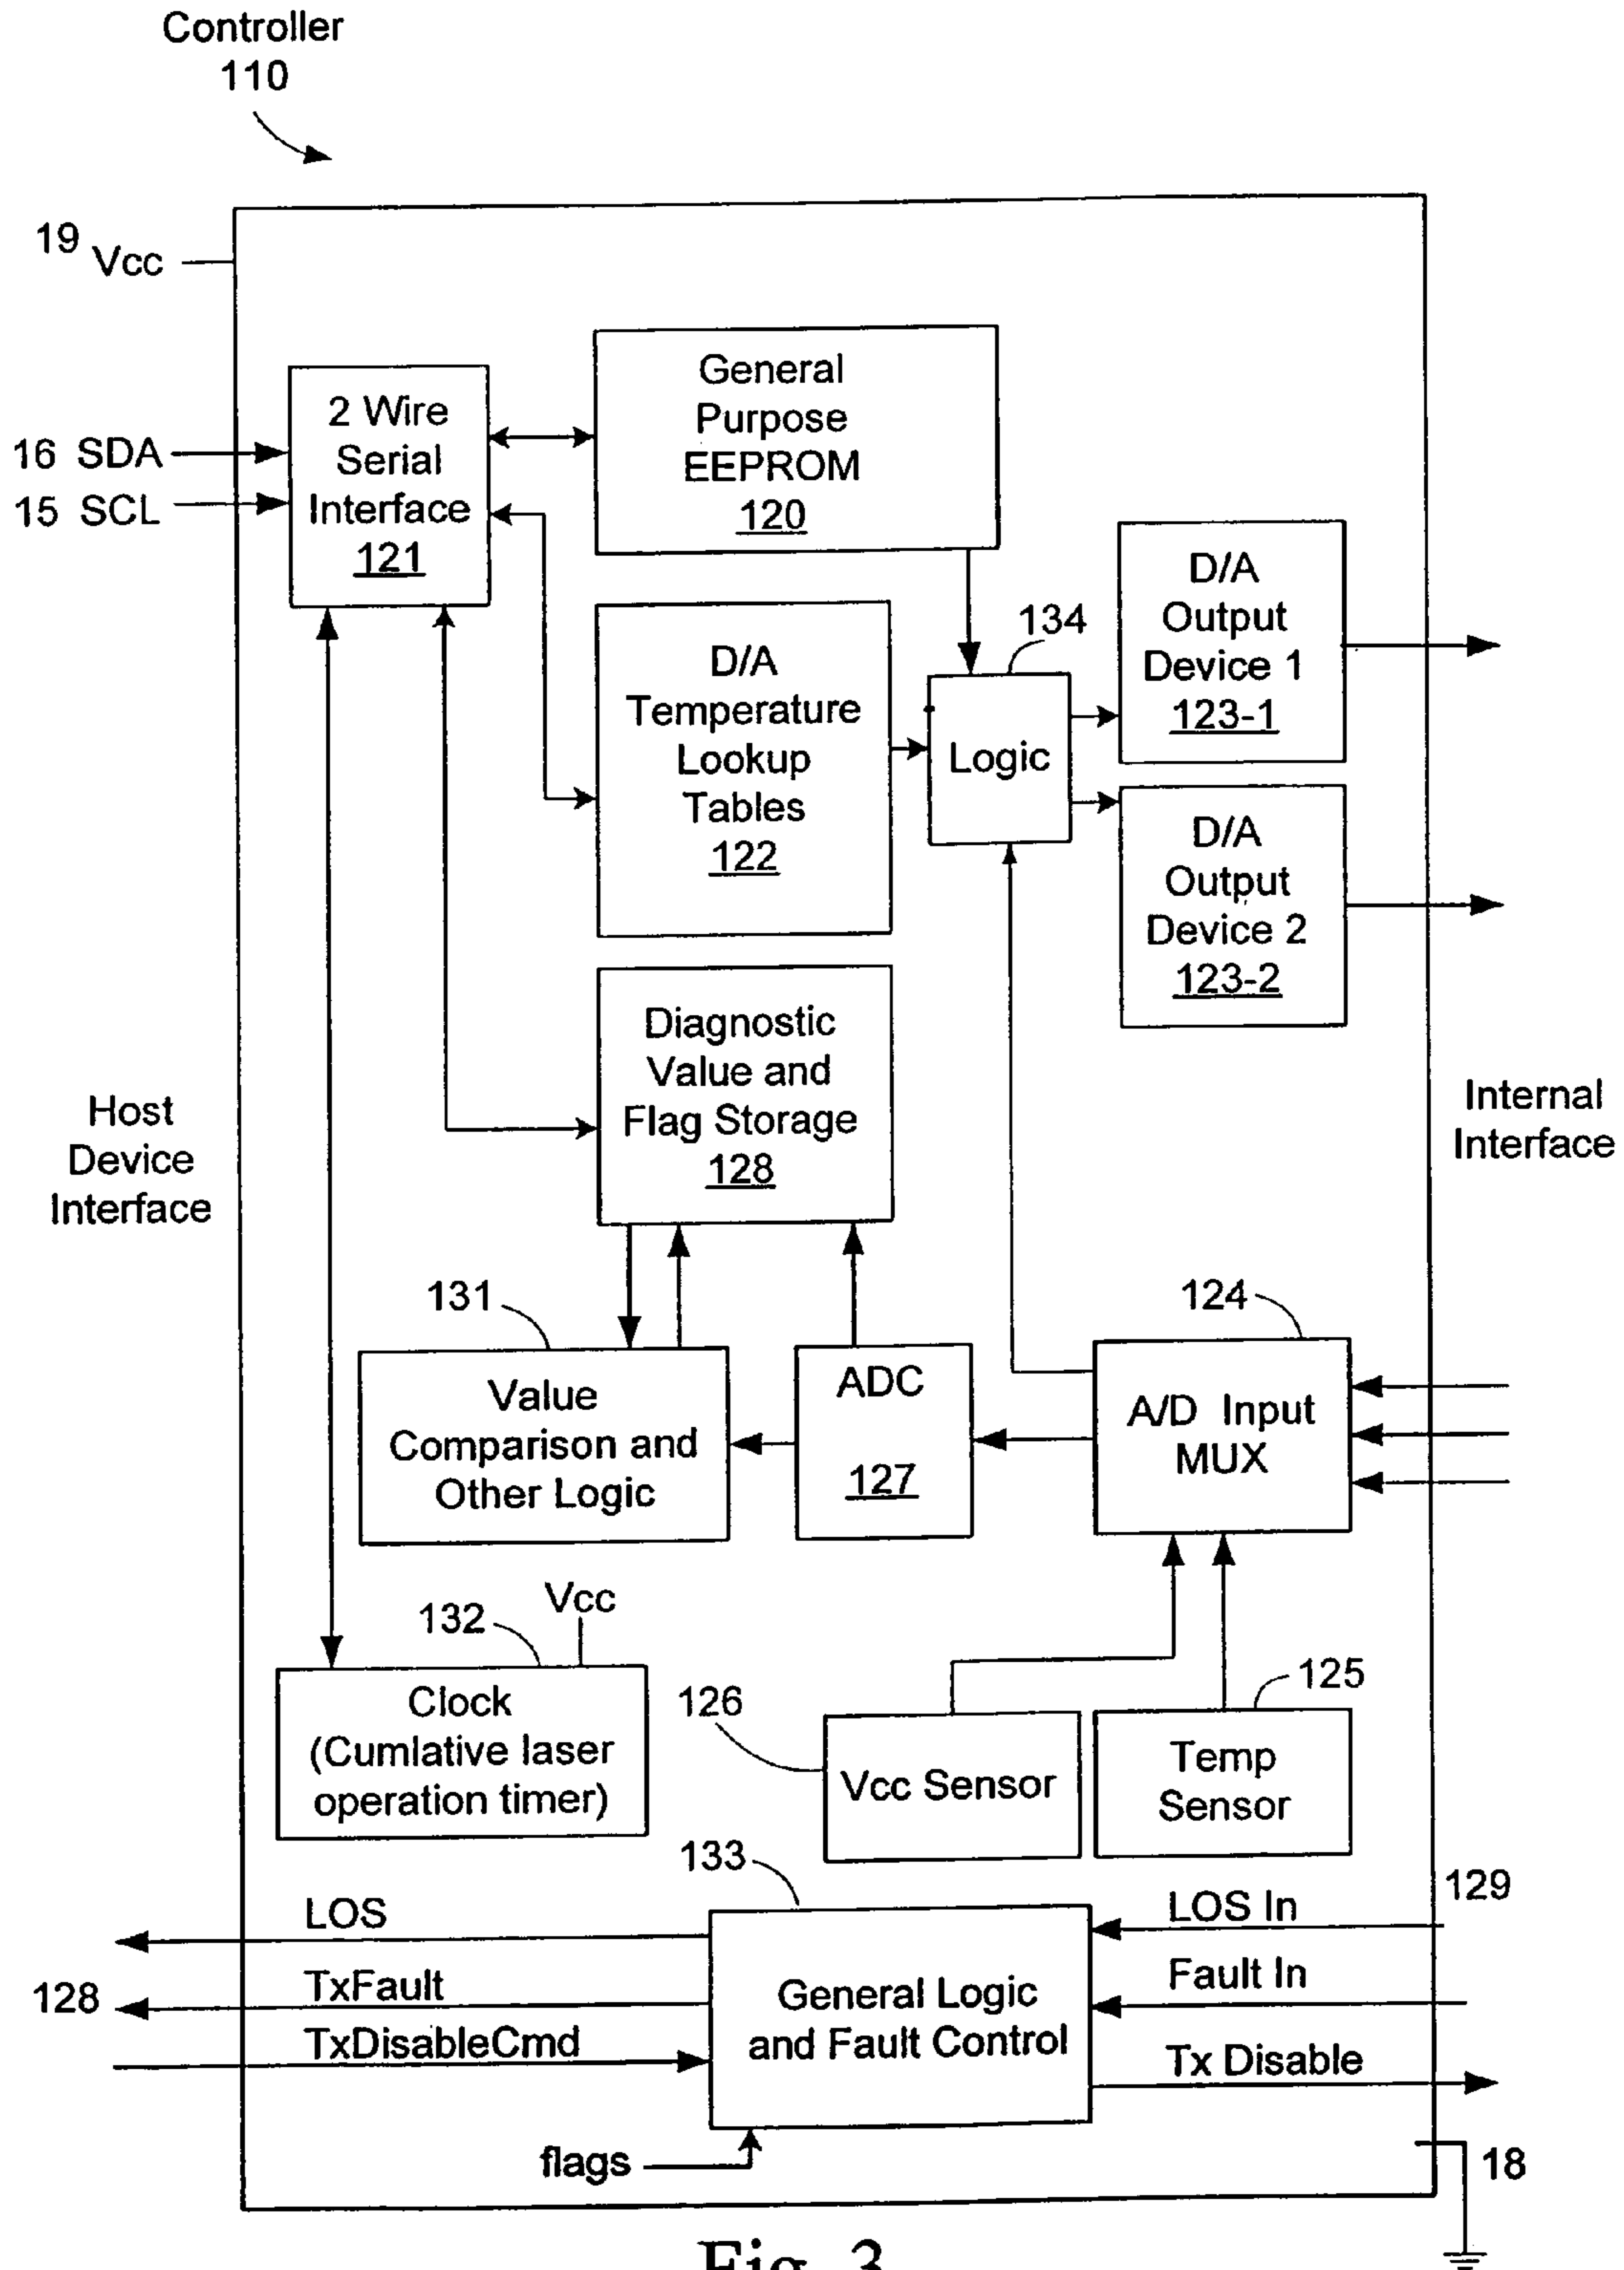 Controller
110
19 Vcc
2 Wire
Serial
Interface
121
16 SDA
15 SCL
General
Purpose
EEPROM
120
D/A
Temperature
Lookup
Tables
122
134
Logic
D/A
Output
Device 1
123-1
D/A
Output
Device 2
123-2
Diagnostic
Value and
Flag Storage
128
Host
Device
Interface
Internal
Interface
131
Value
Comparison and
Other Logic
ADC
127
124
A/D Input
MUX
132
Vcc
Clock
(Cumlative laser
operation timer)
126
Vcc Sensor
125
Temp
Sensor
133
General Logic
and Fault Control
LOS
TxFault
TxDisableCmd
128
LOS In
129
Fault In
Tx Disable
flags
18
Fig. 3